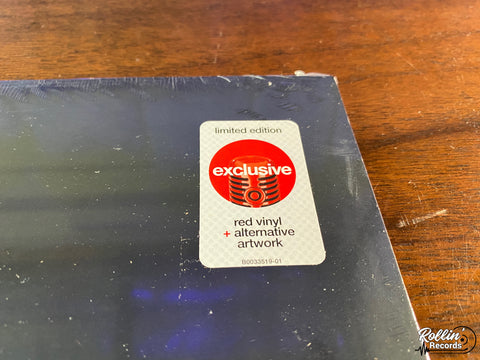 limited edition
exclusive
red vinyl
+ alternative
artwork
B0033519-01
Rollin
Records